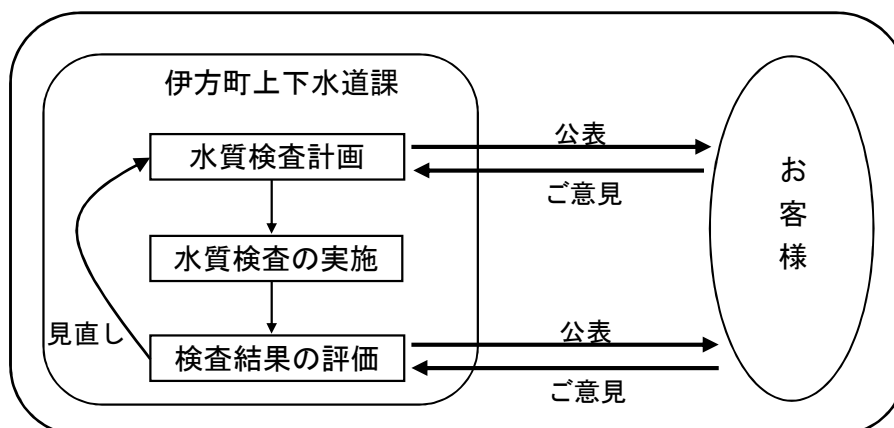 伊方町上下水道課
水質検査計画
公表
ご意見
水質検査の実施
見直し
検査結果の評価
公表
ご意見
お客様